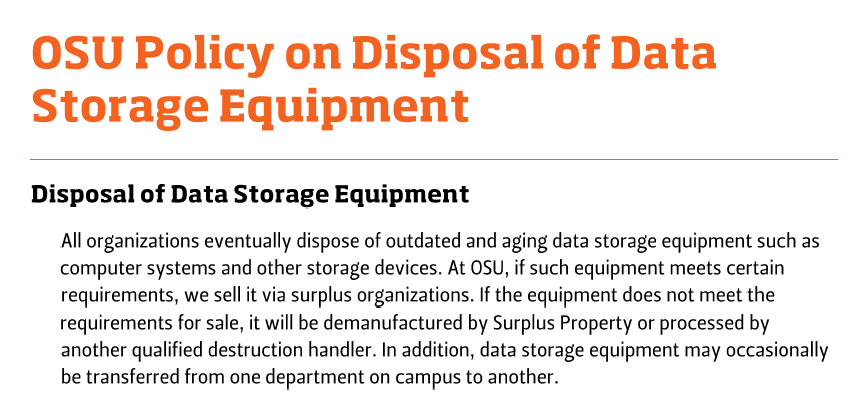 OSU Policy on Disposal of Data
Storage Equipment
Disposal of Data Storage Equipment
All organizations eventually dispose of outdated and aging data storage equipment such as
computer systems and other storage devices. At OSU, if such equipment meets certain
requirements, we sell it via surplus organizations. If the equipment does not meet the
requirements for sale, it will be demanufactured by Surplus Property or processed by
another qualified destruction handler. In addition, data storage equipment may occasionally
be transferred from one department on campus to another.